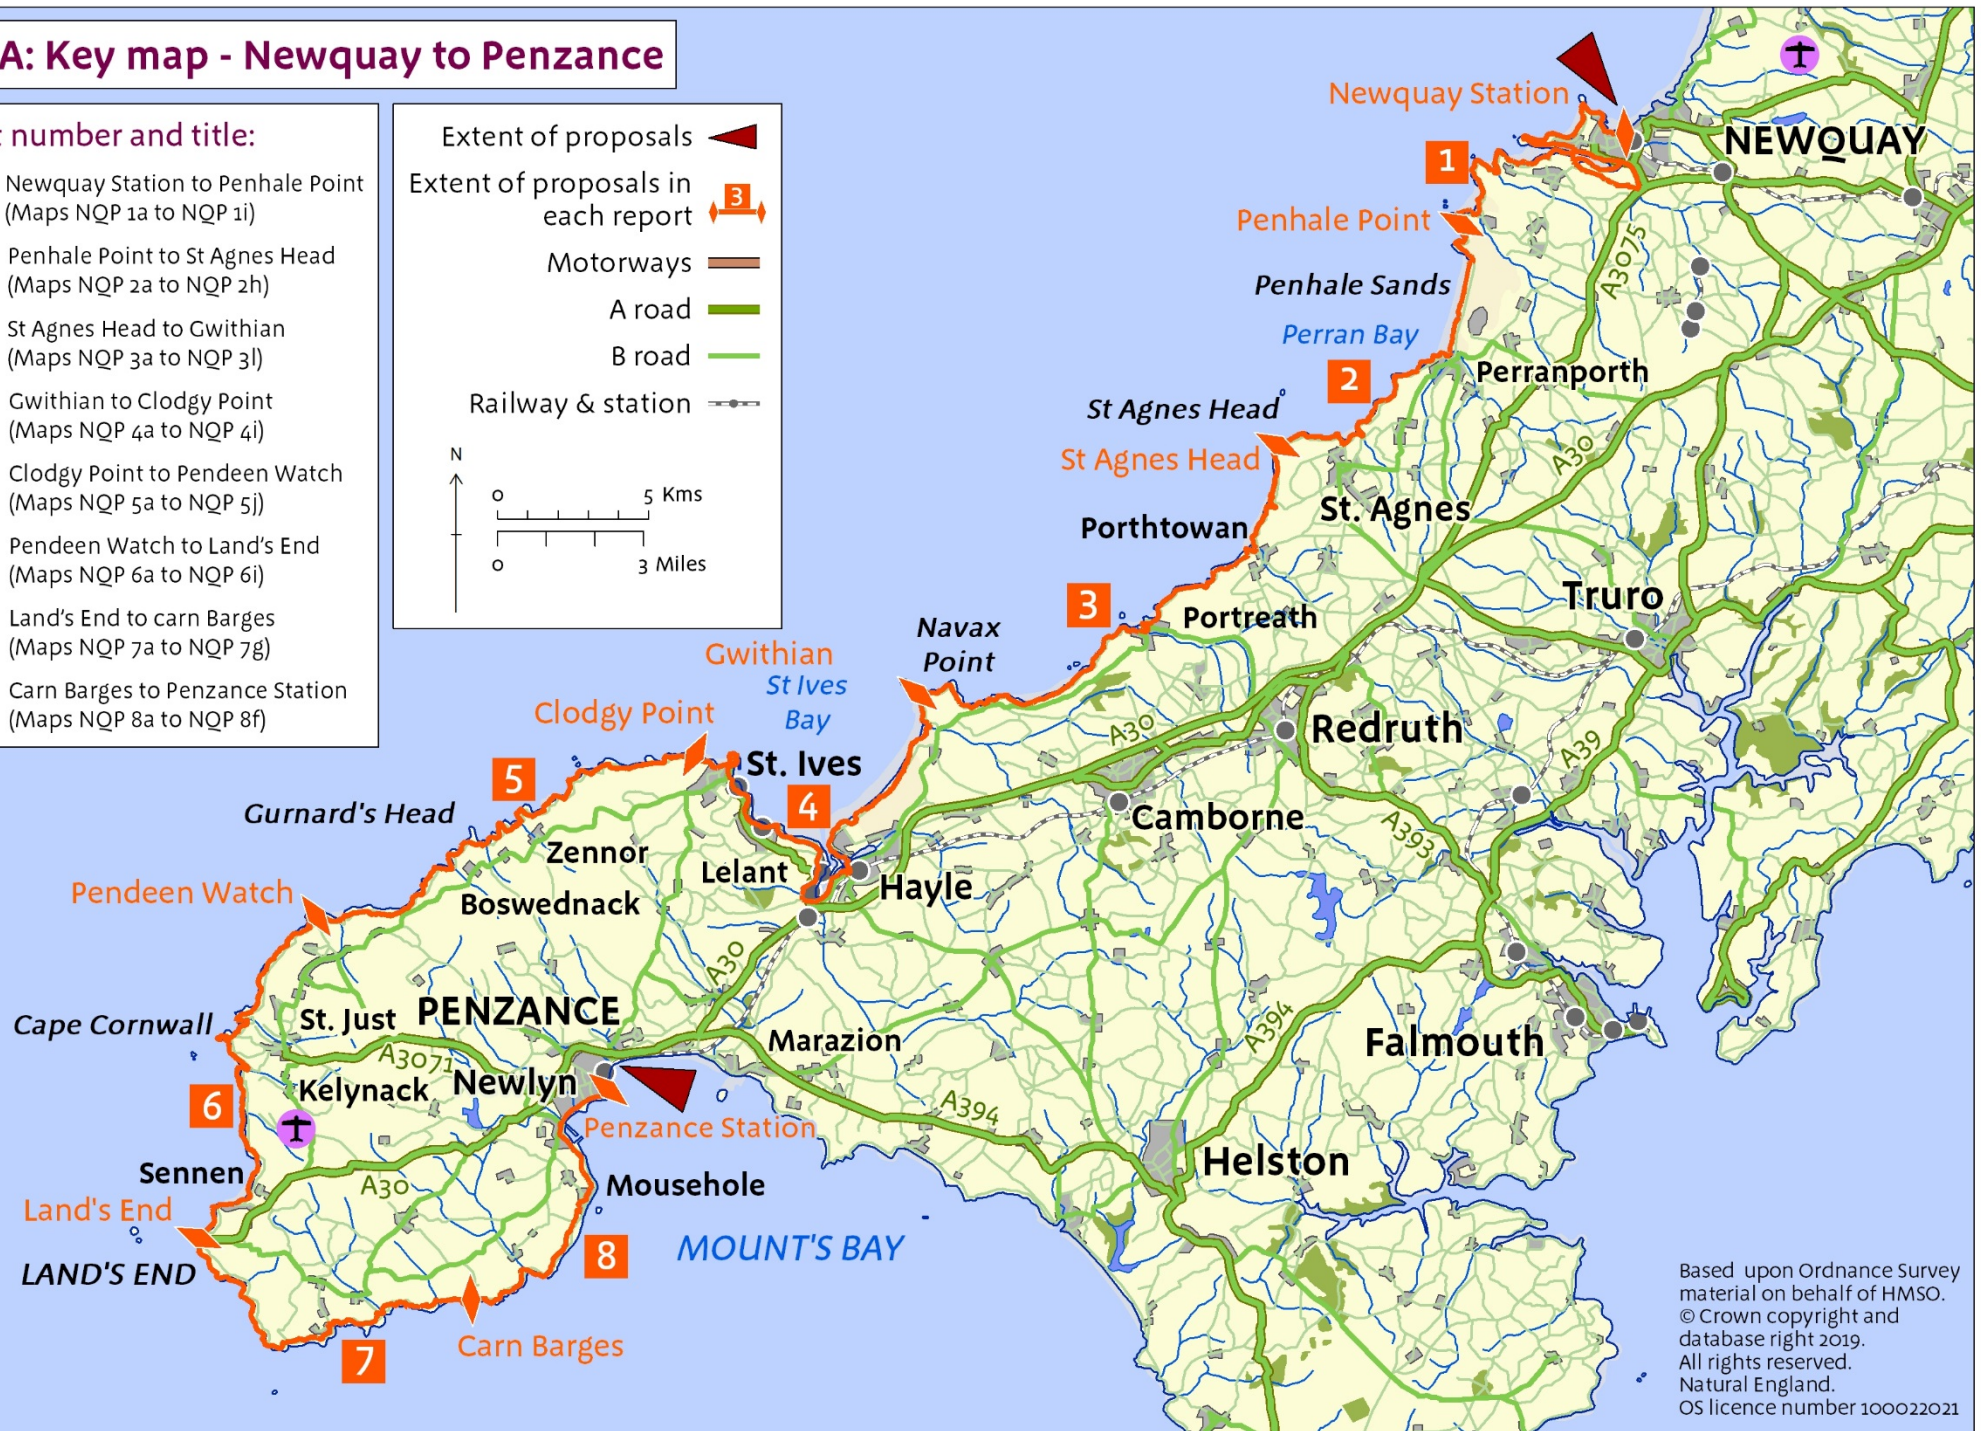 A: Key map - Newquay to Penzance
number and title:
Newquay Station to Penhale Point
(Maps NQP 1a to NQP 1i)
Penhale Point to St Agnes Head
(Maps NQP 2a to NQP 2h)
St Agnes Head to Gwithian
(Maps NQP 3a to NQP 3l)
Gwithian to Clodgy Point
(Maps NQP 4a to NQP 4i)
Clodgy Point to Pendeen Watch
(Maps NQP 5a to NQP 5j)
Pendeen Watch to Land's End
(Maps NQP 6a to NQP 6i)
Land's End to carn Barges
(Maps NQP 7a to NQP 7g)
Carn Barges to Penzance Station
(Maps NQP 8a to NQP 8f)
Extent of proposals
Extent of proposals in
each report
3
Motorways
A road
B road
Railway & station
N
0
5 Kms
0
3 Miles
Newquay Station
NEWQUAY
1
Penhale Point
A3075
Penhale Sands
Perran Bay
2
Perranporth
St Agnes Head
St Agnes Head
A30
St. Agnes
Porthtowan
3
Truro
Portreath
Navax
Point
Gwithian
St Ives
Bay
Clodgy Point
A30
Redruth
A39
St. Ives
5
4
Gurnard's Head
Camborne
A393
Zennor
Lelant
Hayle
Pendeen Watch
Boswednack
A30
PENZANCE
St. Just
Cape Cornwall
A394
Marazion
Falmouth
A3071
Kelynack
Newlyn
6
A394
Penzance Station
Sennen
A30
Mousehole
Helston
Land's End
8
MOUNT'S BAY
LAND'S END
7
Carn Barges
Based upon Ordnance Survey
material on behalf of HMSO.
© Crown copyright and
database right 2019.
All rights reserved.
Natural England.
OS licence number 100022021